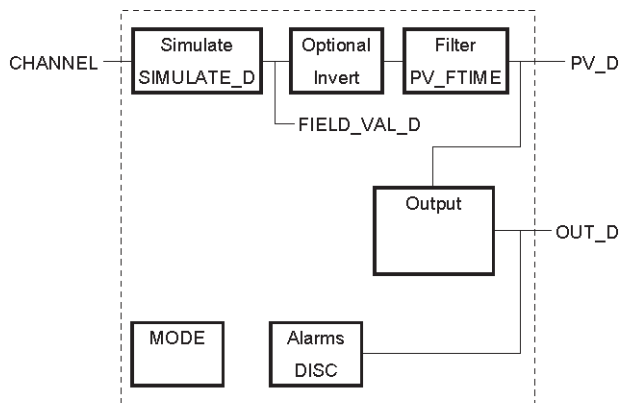 CHANNEL
Simulate
SIMULATE_D
Optional
Invert
Filter
PV_FTIME
PV_D
FIELD_VAL_D
Output
OUT_D
MODE
Alarms
DISC